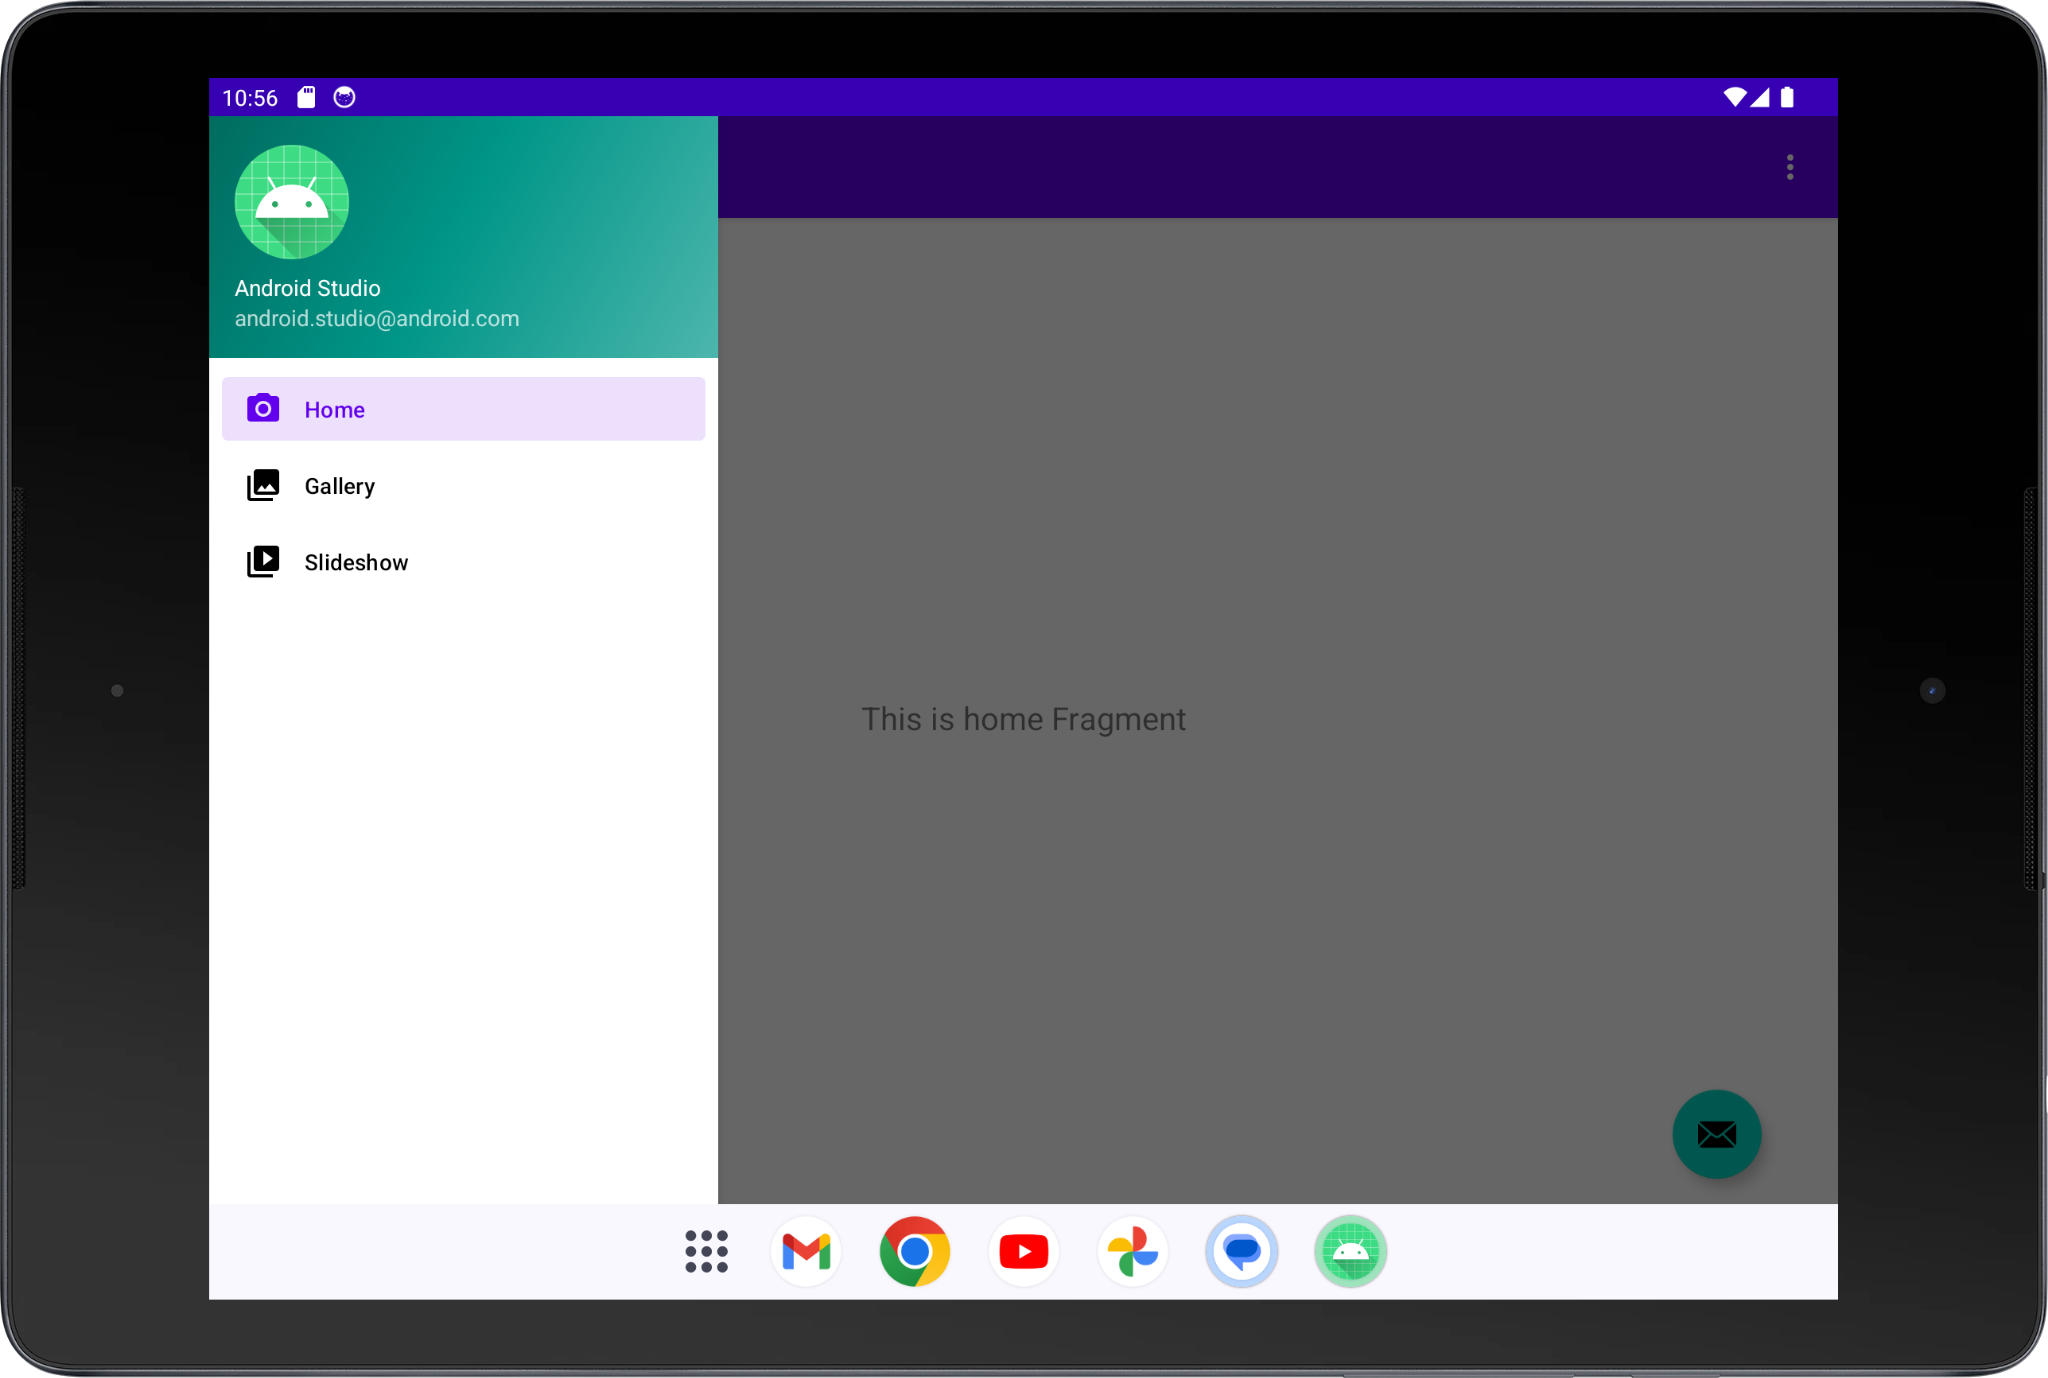 10:56
Android Studio
android.studio@android.com
Home
Gallery
Slideshow
This is home Fragment